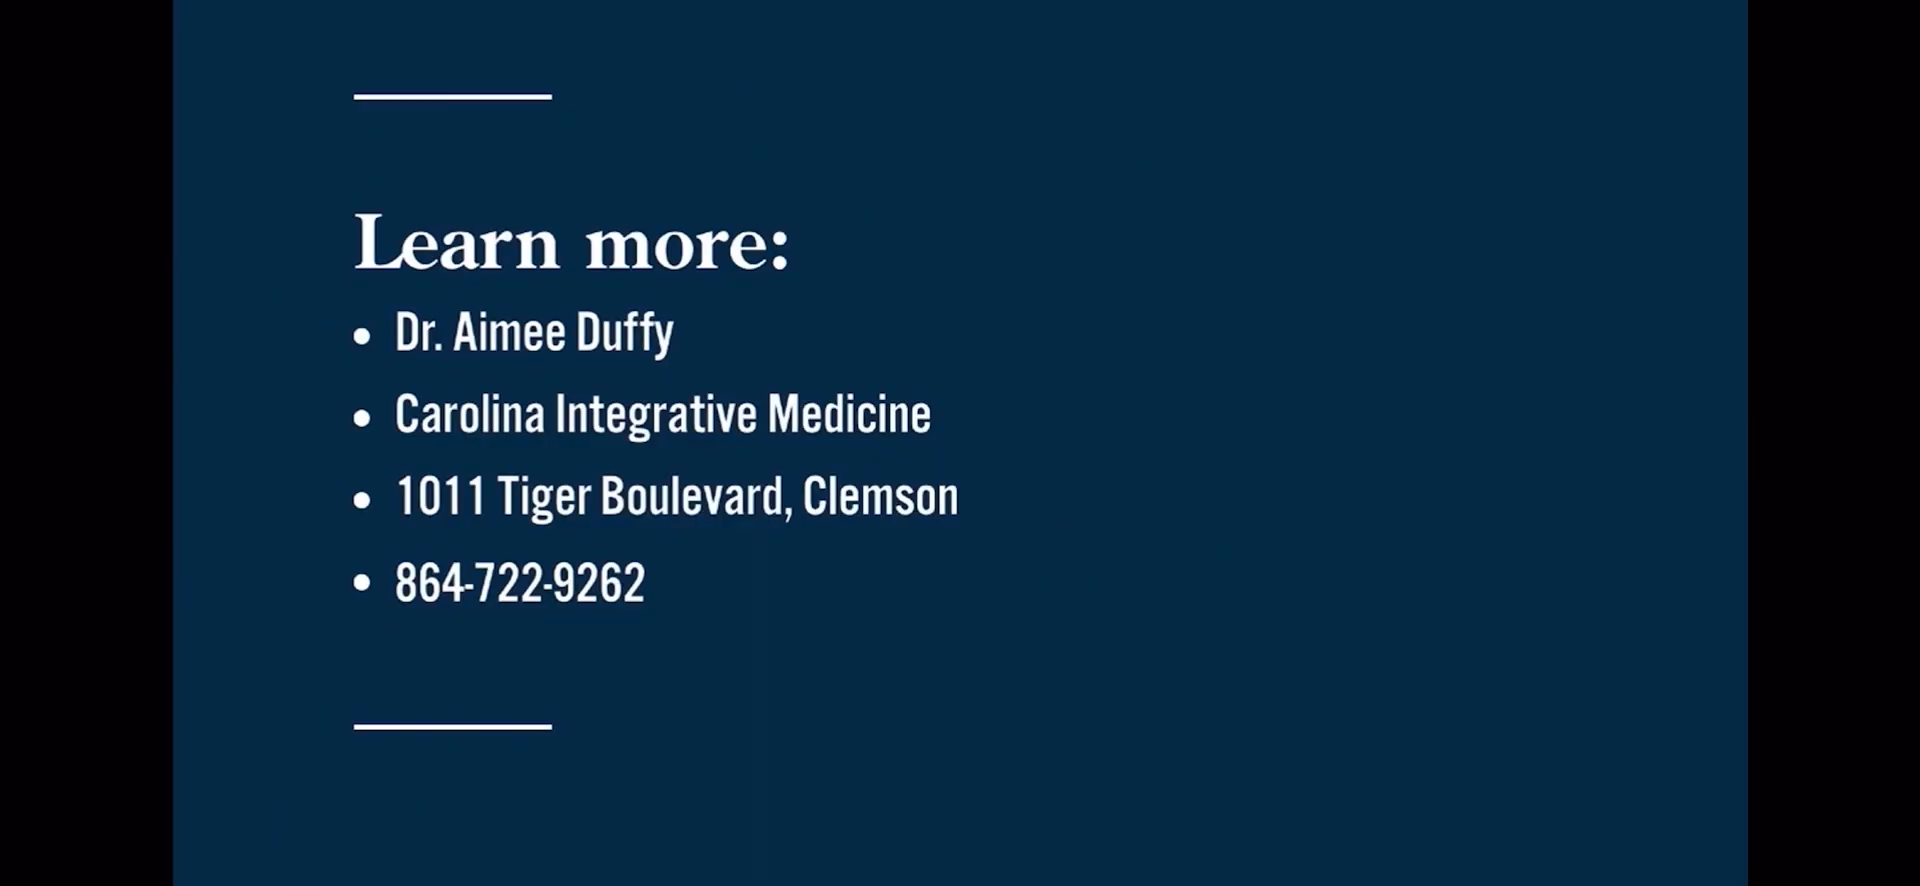 Learn more:
• Dr. Aimee Duffy
• Carolina Integrative Medicine
• 1011 Tiger Boulevard, Clemson
• 864-722-9262